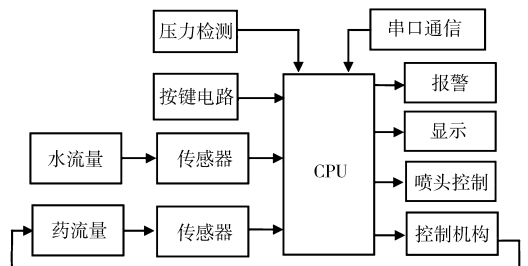 压力检测
串口通信
按键电路
报警
显示
水流量
传感器
CPU
喷头控制
药流量
传感器
控制机构